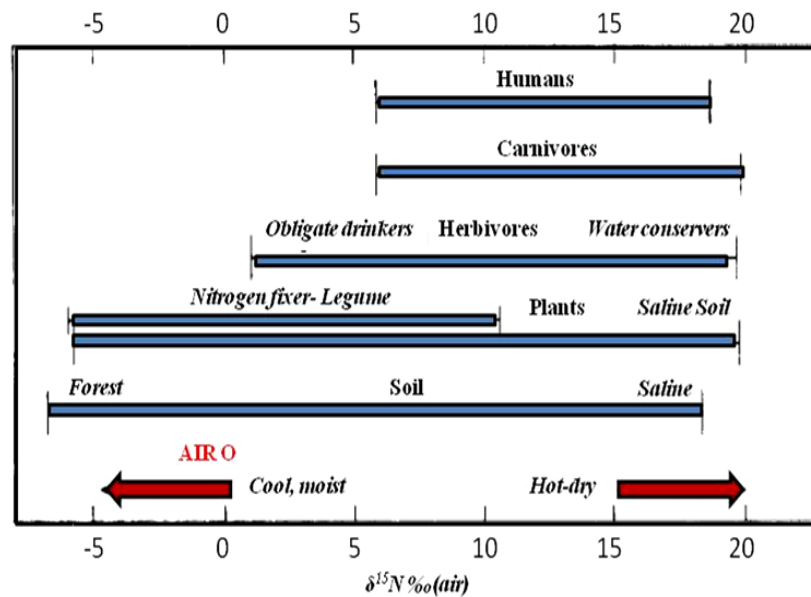 -5 0 5 10 15 20
Humans
Carnivores
Obligate drinkers Herbivores Water conservers
Nitrogen fixer- Legume
Plants Saline Soil
Forest Soil Saline
AIR O
Cool, moist Hot-dry
-5 0 5 10 15 20
δ¹⁵N ‰(air)